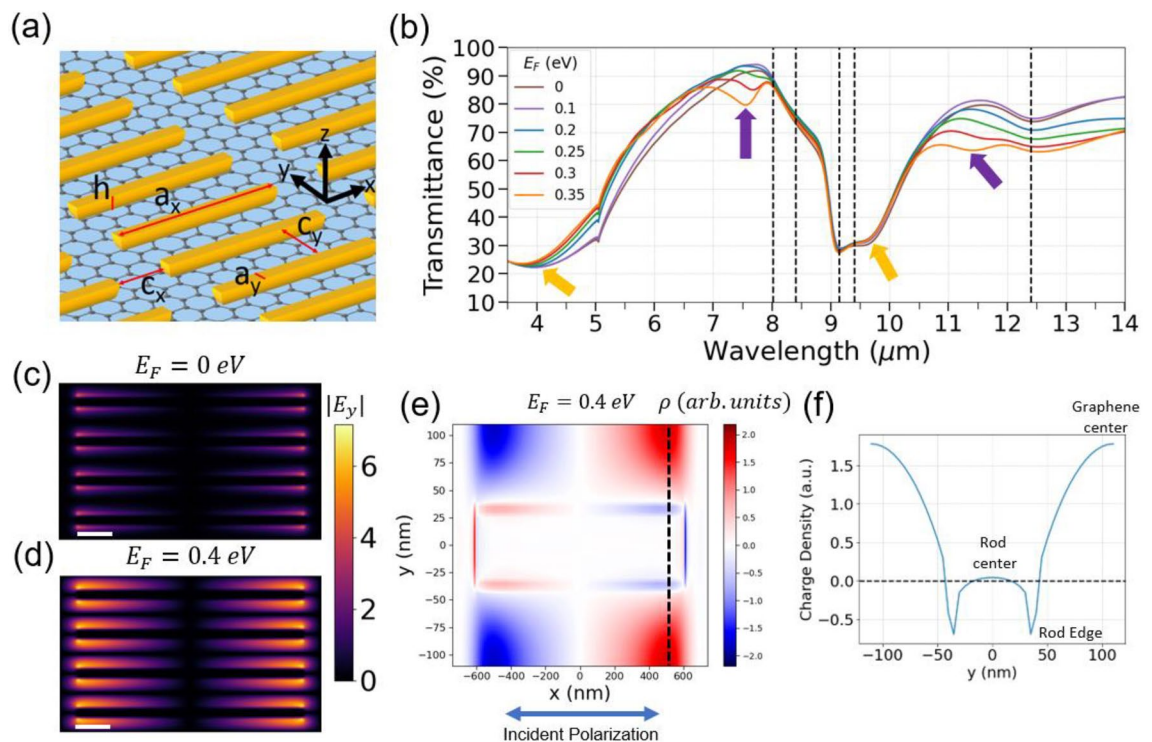 (a)
h
a_x
c_y
a_y
c_x
z
y
x
(b)
Transmittance (%)
100
90
80
70
60
50
40
30
20
10
E_F (eV)
0
0.1
0.2
0.25
0.3
0.35
4 5 6 7 8 9 10 11 12 13 14
Wavelength (μm)
(c)
E_F = 0 eV
(d)
E_F = 0.4 eV
|E_y|
6
4
2
0
(e)
E_F = 0.4 eV ρ (arb.units)
y (nm)
100
75
50
25
0
−25
−50
−75
−100
−600 −400 −200 0 200 400 600
x (nm)
2.0
1.5
1.0
0.5
0.0
−0.5
−1.0
−1.5
−2.0
Incident Polarization
(f)
Graphene
center
Charge Density (a.u.)
1.5
1.0
0.5
0.0
−0.5
Rod
center
Rod Edge
−100 −50 0 50 100
y (nm)